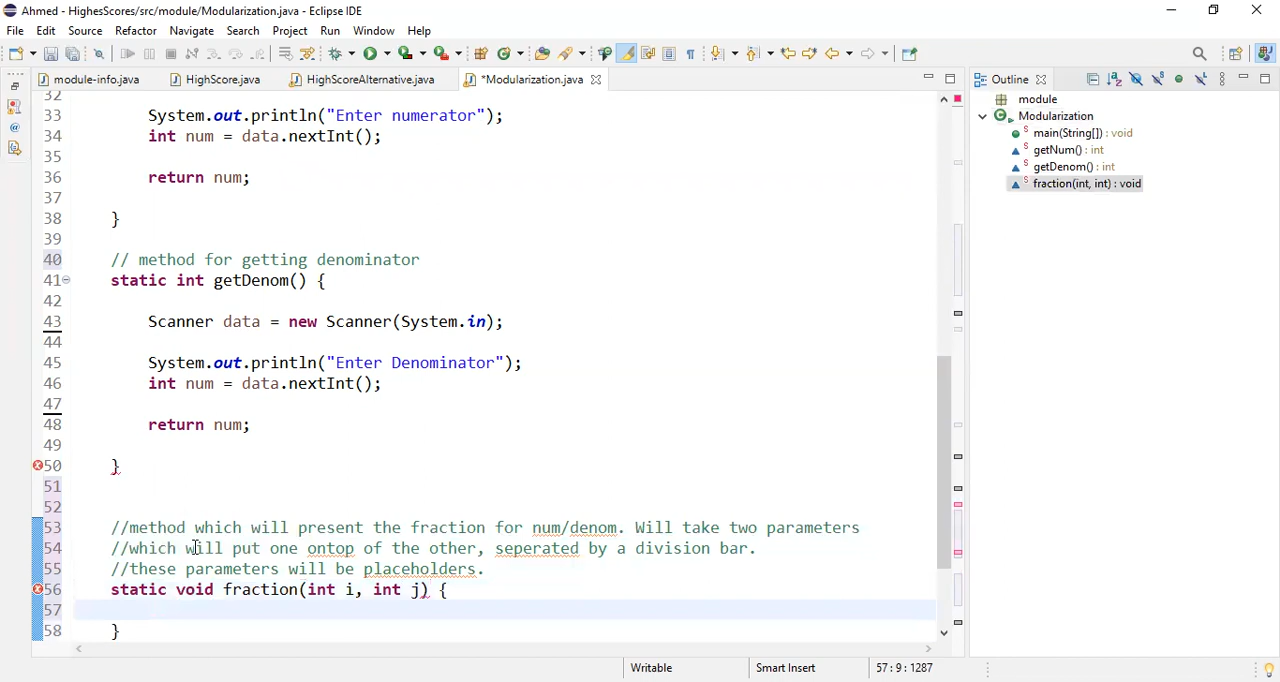 Ahmed - HighesScores/src/module/Modularization.java - Eclipse IDE
File Edit Source Refactor Navigate Search Project Run Window Help
module-info.java HighScore.java HighScoreAlternative.java *Modularization.java Outline
32
33 System.out.println("Enter numerator");
34 int num = data.nextInt();
35
36 return num;
37
38 }
39
40 // method for getting denominator
41 static int getDenom() {
42
43 Scanner data = new Scanner(System.in);
44
45 System.out.println("Enter Denominator");
46 int num = data.nextInt();
47
48 return num;
49
50 }
51
52
53 //method which will present the fraction for num/denom. Will take two parameters
54 //which will put one ontop of the other, seperated by a division bar.
55 //these parameters will be placeholders.
56 static void fraction(int i, int j) {
57
58 }
module
Modularization
main(String[]) : void
getNum() : int
getDenom() : int
fraction(int, int) : void
Writable Smart Insert 57 : 9 : 1287